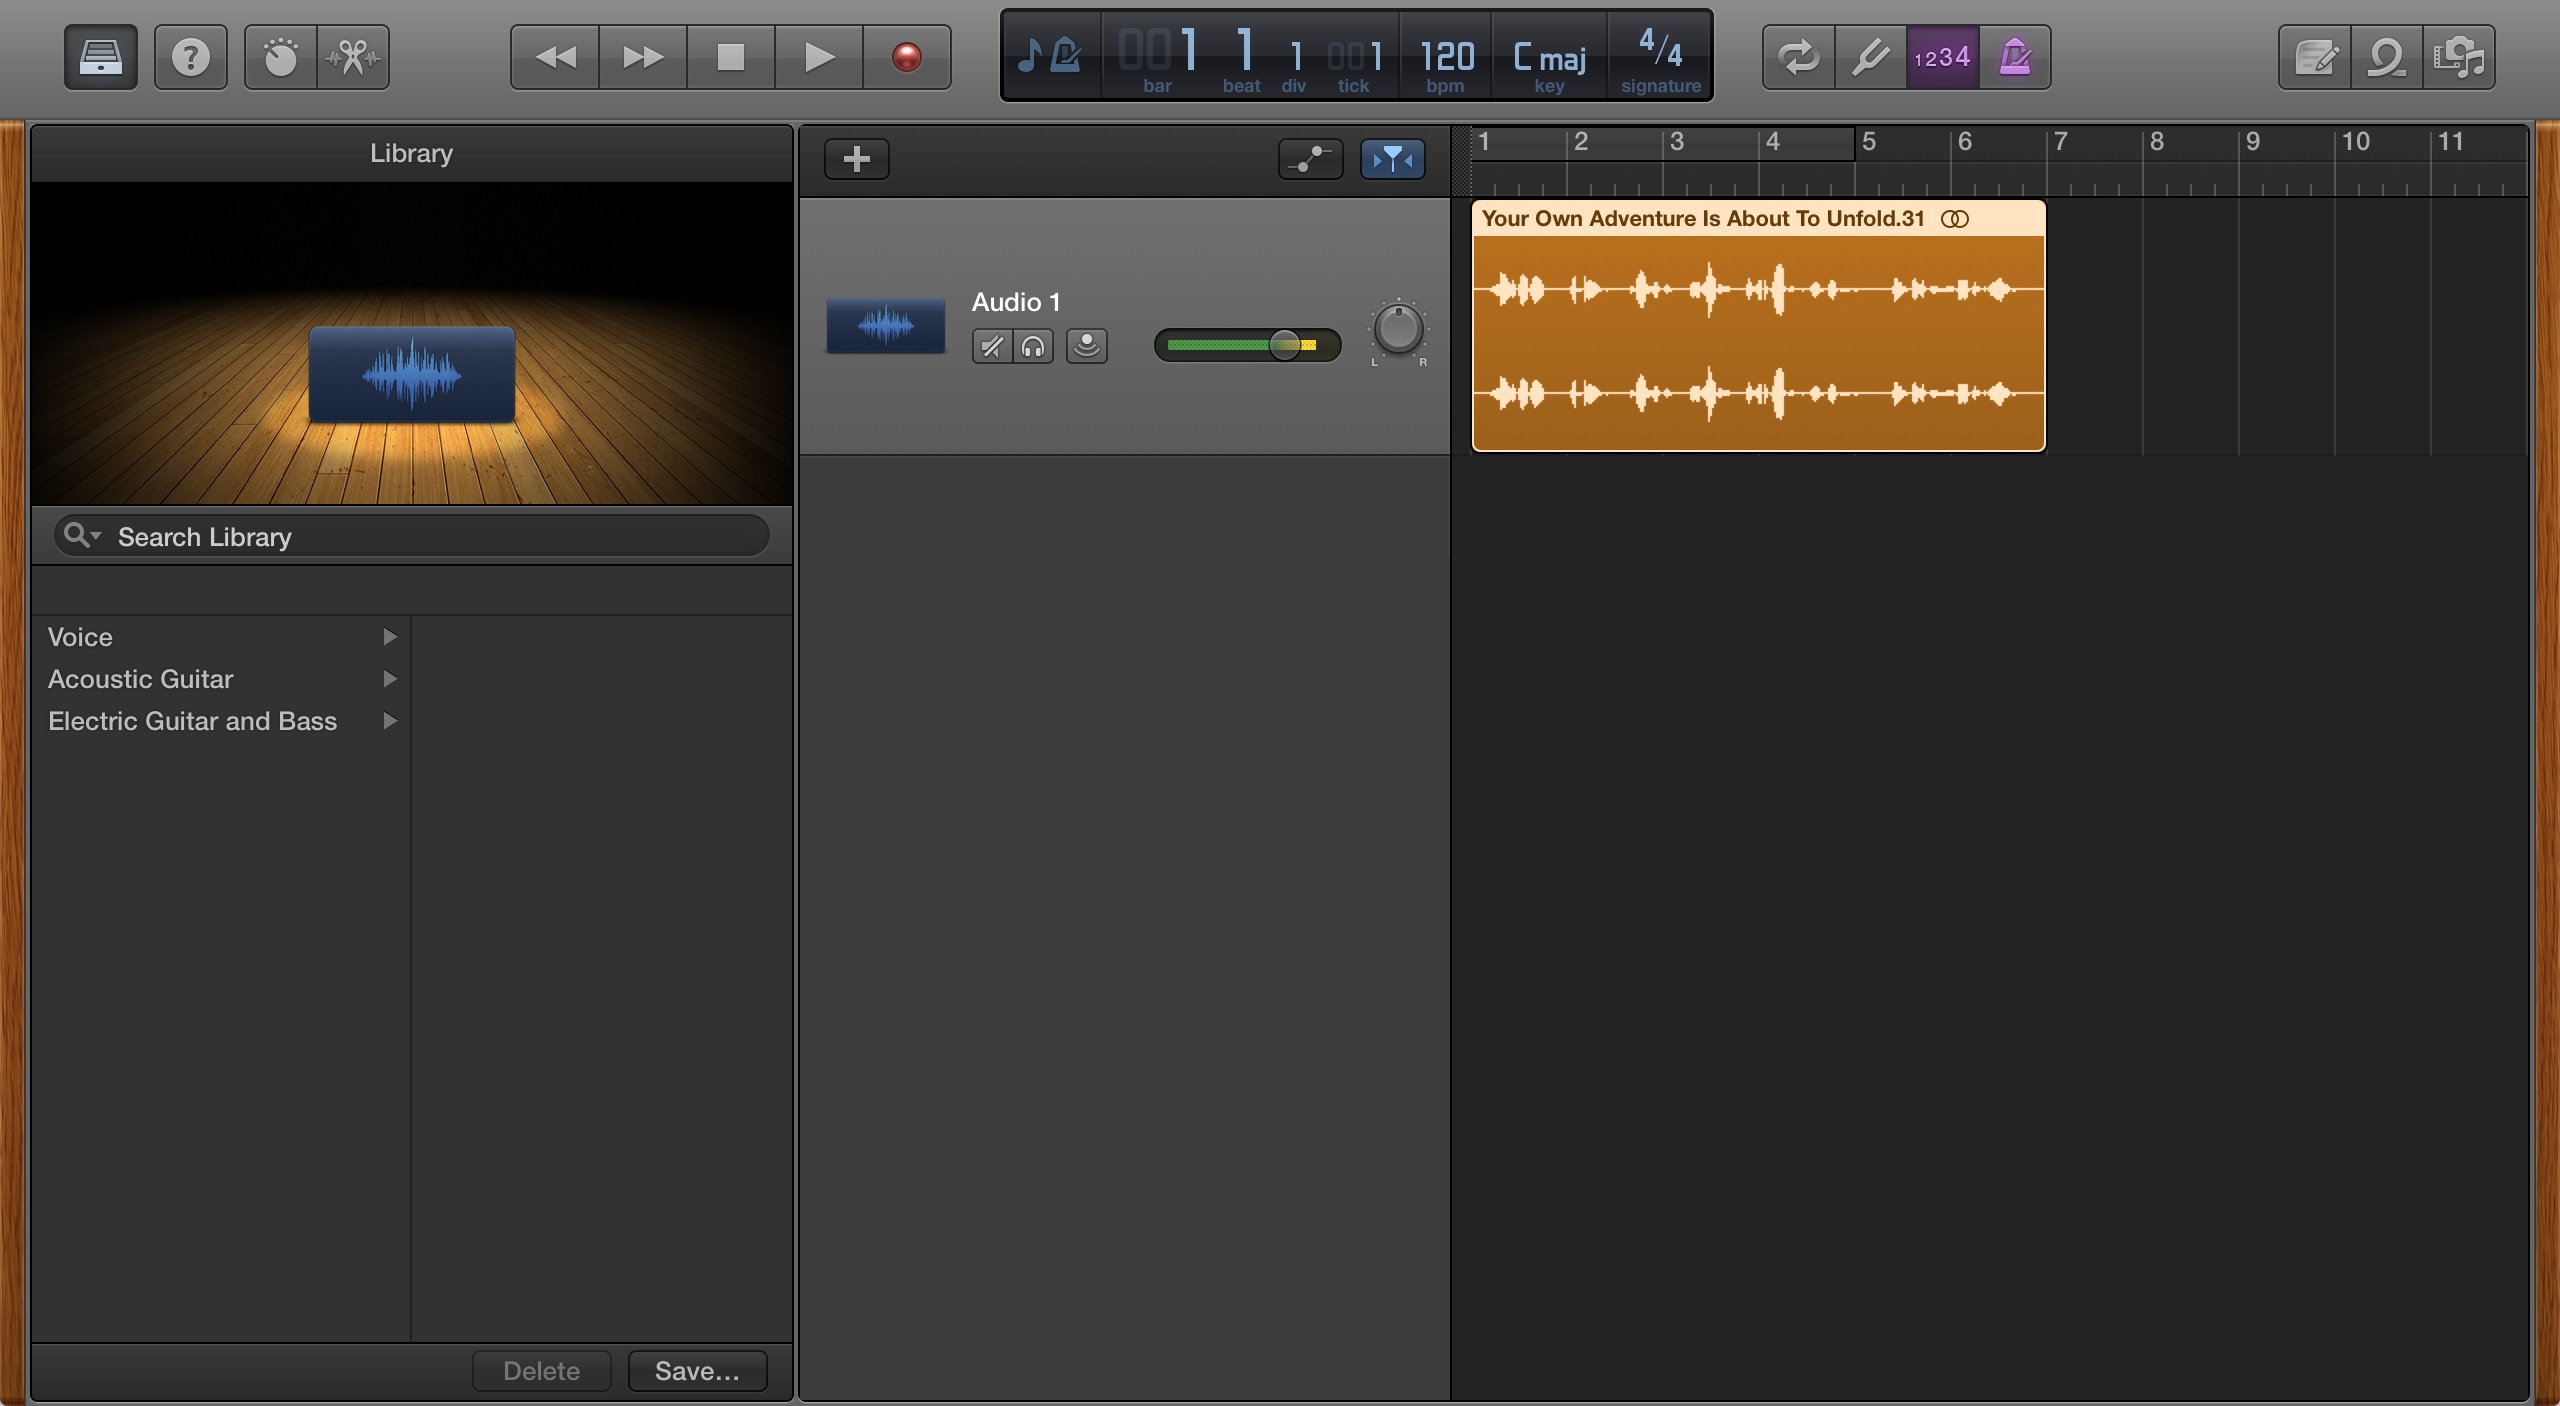 ?
001 1 1 001 120 C maj 4/4
bar beat div tick bpm key signature
1234
Library
1 2 3 4 5 6 7 8 9 10 11
Your Own Adventure Is About To Unfold.31
Audio 1
L R
Search Library
Voice
Acoustic Guitar
Electric Guitar and Bass
Delete Save...